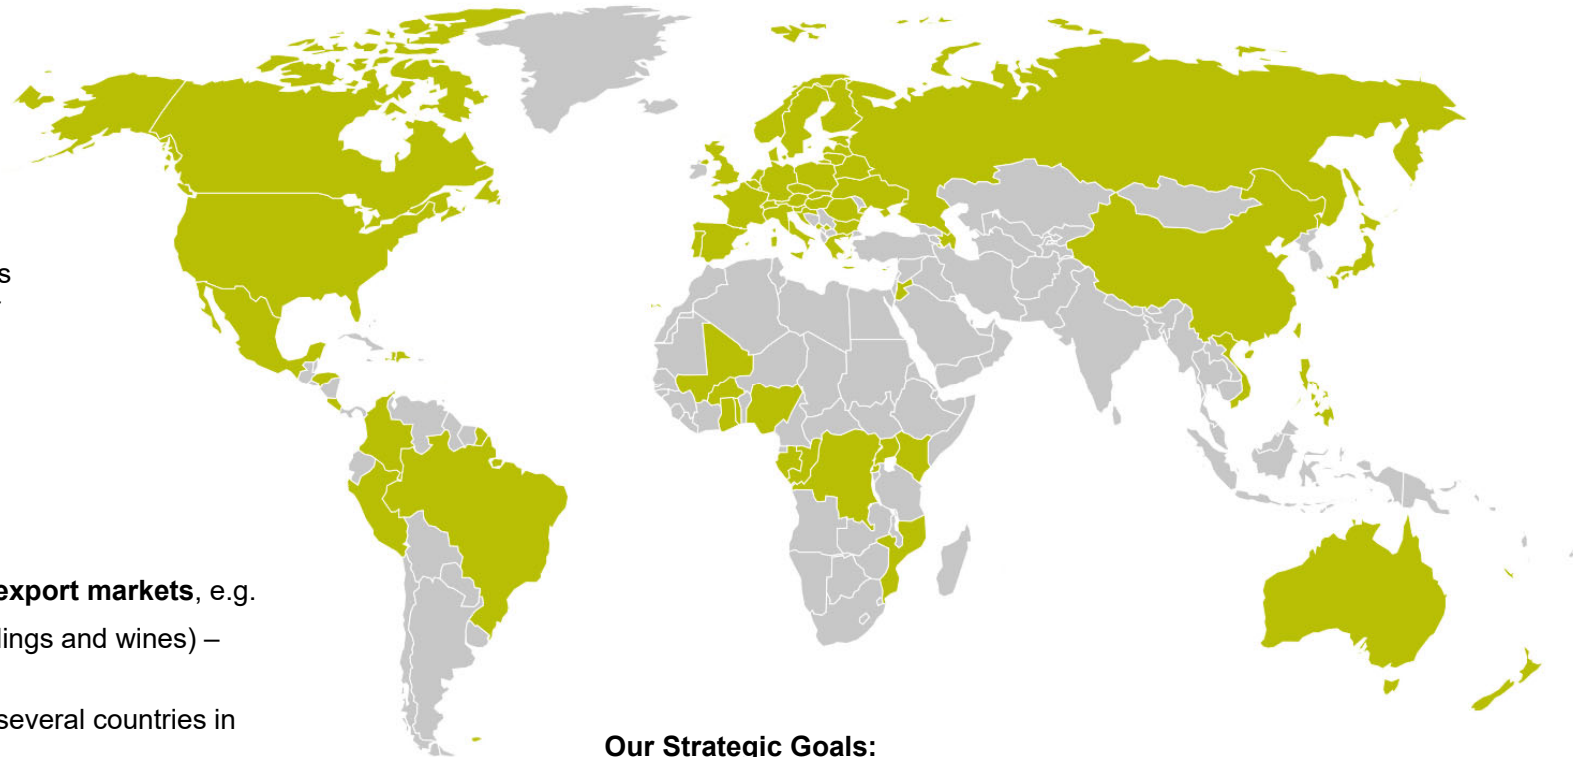 s
export markets, e.g.
lings and wines) –
several countries in
Our Strategic Goals: